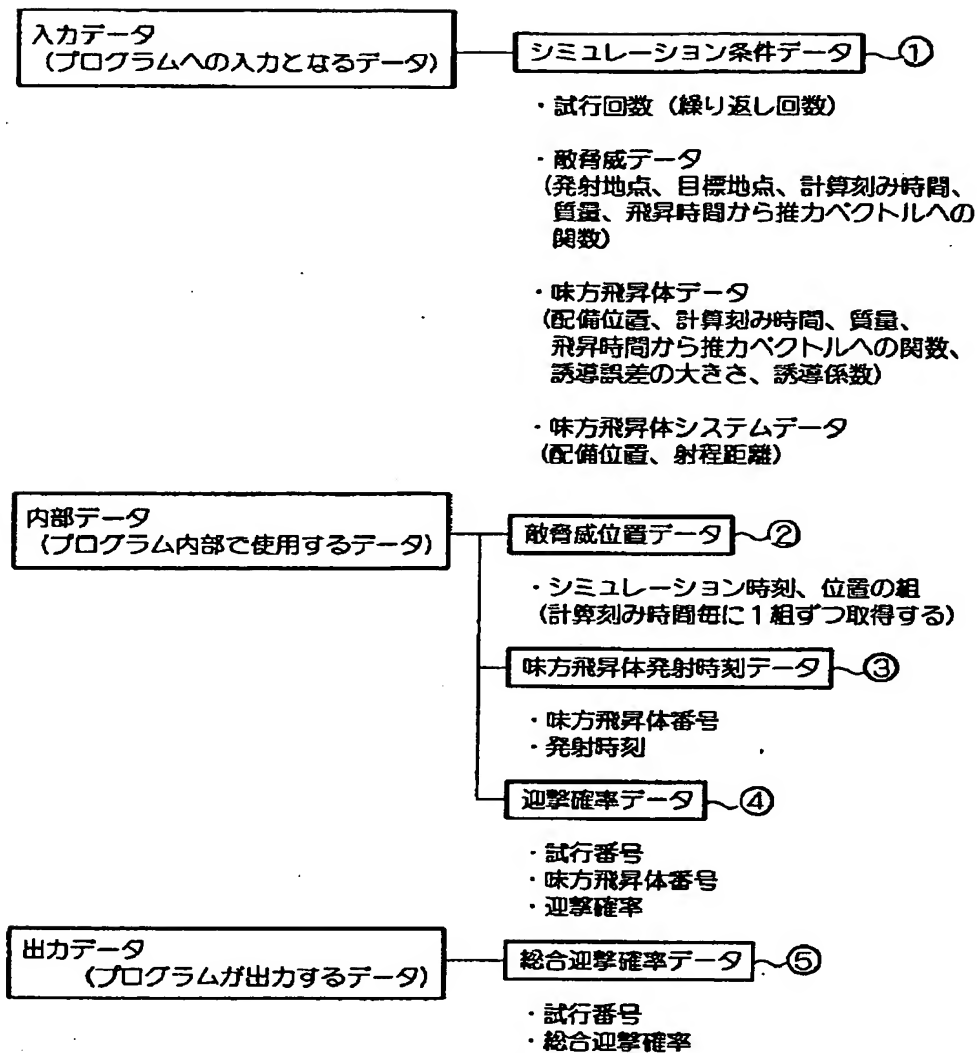 入力データ
(プログラムへの入力となるデータ)
シミュレーション条件データ ①
・試行回数（繰り返し回数）
・敵脅威データ
(発射地点、目標地点、計算刻み時間、
質量、飛昇時間から推力ベクトルへの
関数)
・味方飛昇体データ
(配備位置、計算刻み時間、質量、
飛昇時間から推力ベクトルへの関数、
誘導誤差の大きさ、誘導係数)
・味方飛昇体システムデータ
(配備位置、射程距離)
内部データ
(プログラム内部で使用するデータ)
敵脅威位置データ ②
・シミュレーション時刻、位置の組
(計算刻み時間毎に１組ずつ取得する)
味方飛昇体発射時刻データ ③
・味方飛昇体番号
・発射時刻
迎撃確率データ ④
・試行番号
・味方飛昇体番号
・迎撃確率
出力データ
(プログラムが出力するデータ)
総合迎撃確率データ ⑤
・試行番号
・総合迎撃確率